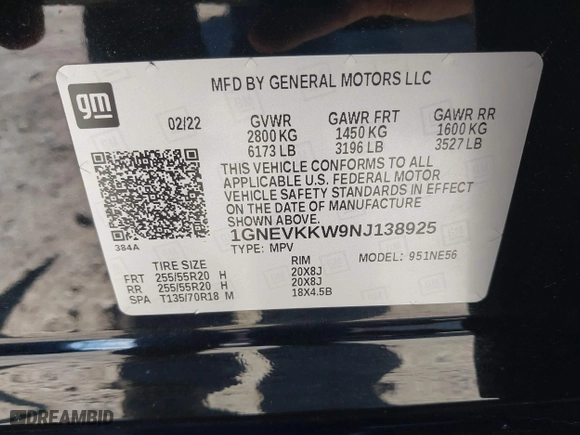 gm
MFD BY GENERAL MOTORS LLC
02/22 GVWR GAWR FRT GAWR RR
2800 KG 1450 KG 1600 KG
6173 LB 3196 LB 3527 LB
THIS VEHICLE CONFORMS TO ALL
APPLICABLE U.S. FEDERAL MOTOR
VEHICLE SAFETY STANDARDS IN EFFECT
ON THE DATE OF MANUFACTURE
SHOWN ABOVE.
384A
1GNEVKKW9NJ138925
TYPE: MPV MODEL: 951NE56
TIRE SIZE RIM
FRT 255/55R20 H 20X8J
RR 255/55R20 H 20X8J
SPA T135/70R18 M 18X4.5B
DREAMBID